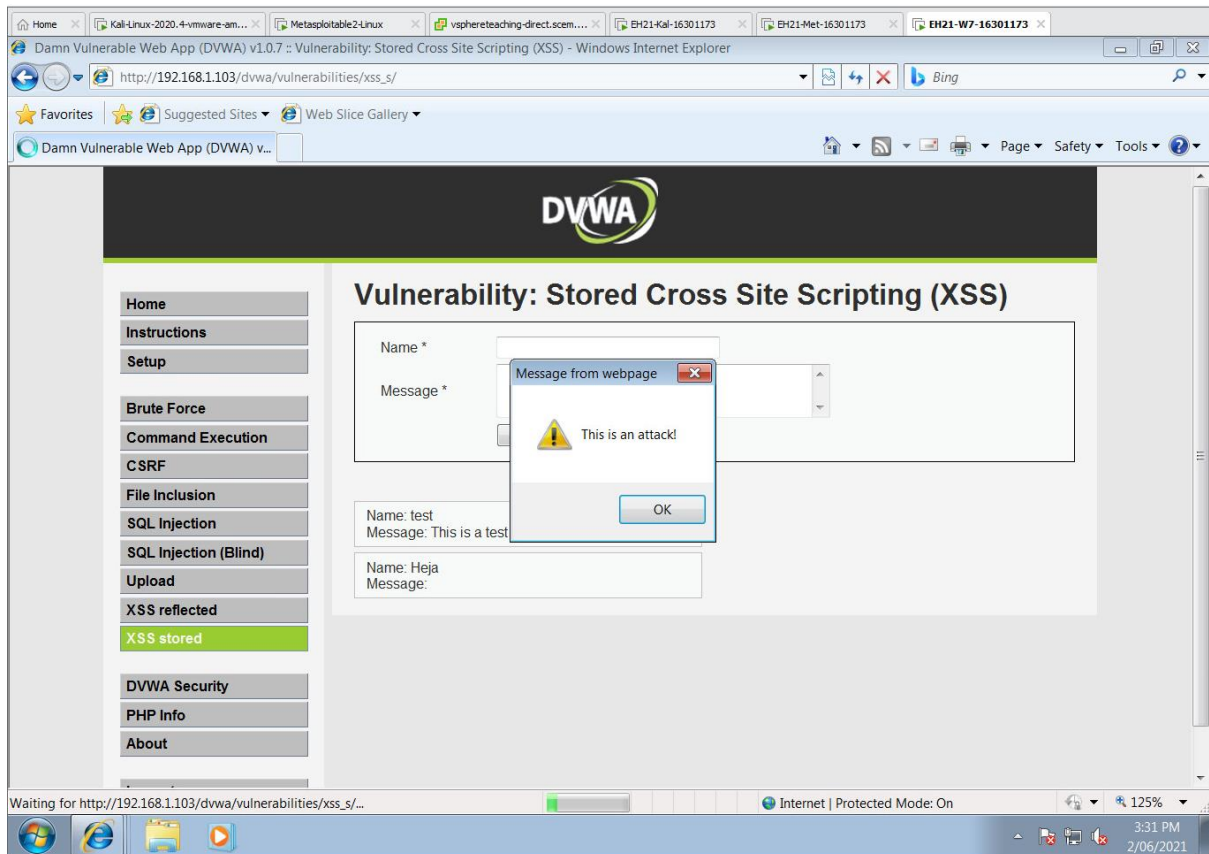 Home
Kali-Linux-2020.4-vmware-am...
Metasploitable2-Linux
vsphereteaching-direct.scem....
EH21-Kal-16301173
EH21-Met-16301173
EH21-W7-16301173
Damn Vulnerable Web App (DVWA) v1.0.7 :: Vulnerability: Stored Cross Site Scripting (XSS) - Windows Internet Explorer
http://192.168.1.103/dvwa/vulnerabilities/xss_s/
Bing
Favorites
Suggested Sites
Web Slice Gallery
Damn Vulnerable Web App (DVWA) v...
Page
Safety
Tools
DVWA
Home
Instructions
Setup
Brute Force
Command Execution
CSRF
File Inclusion
SQL Injection
SQL Injection (Blind)
Upload
XSS reflected
XSS stored
DVWA Security
PHP Info
About
Vulnerability: Stored Cross Site Scripting (XSS)
Name *
Message *
Message from webpage
This is an attack!
OK
Name: test
Message: This is a test
Name: Heja
Message:
Waiting for http://192.168.1.103/dvwa/vulnerabilities/xss_s/...
Internet | Protected Mode: On
125%
3:31 PM
2/06/2021